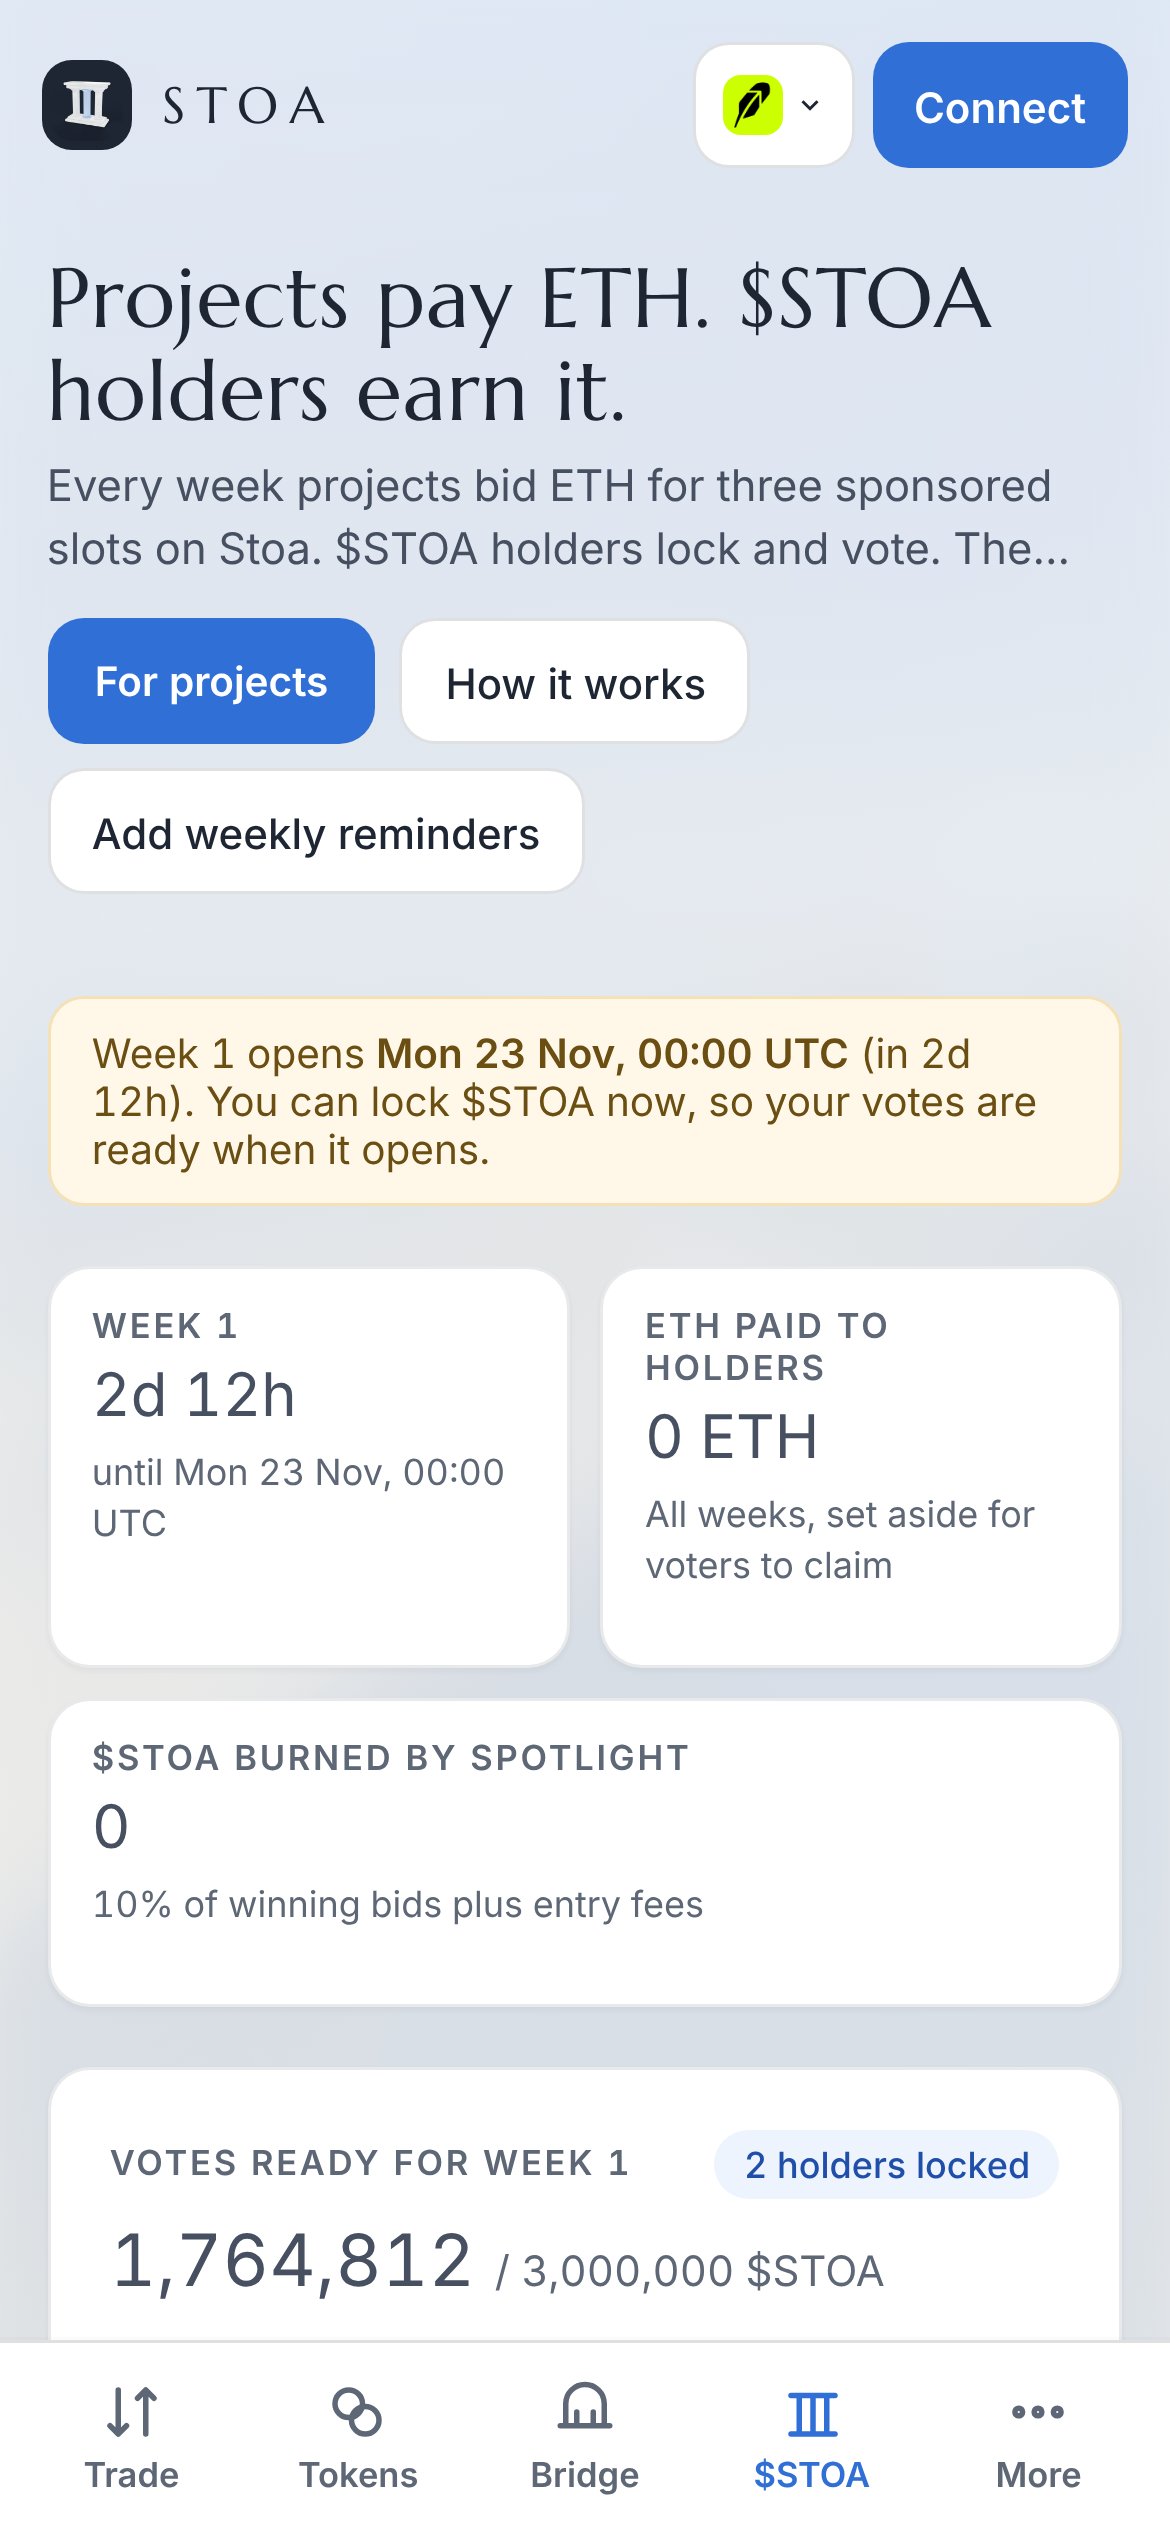 STOA
Connect
Projects pay ETH. $STOA
holders earn it.
Every week projects bid ETH for three sponsored
slots on Stoa. $STOA holders lock and vote. The...
For projects
How it works
Add weekly reminders
Week 1 opens Mon 23 Nov, 00:00 UTC (in 2d
12h). You can lock $STOA now, so your votes are
ready when it opens.
WEEK 1
2d 12h
until Mon 23 Nov, 00:00
UTC
ETH PAID TO
HOLDERS
0 ETH
All weeks, set aside for
voters to claim
$STOA BURNED BY SPOTLIGHT
0
10% of winning bids plus entry fees
VOTES READY FOR WEEK 1
2 holders locked
1,764,812 / 3,000,000 $STOA
Trade
Tokens
Bridge
$STOA
More